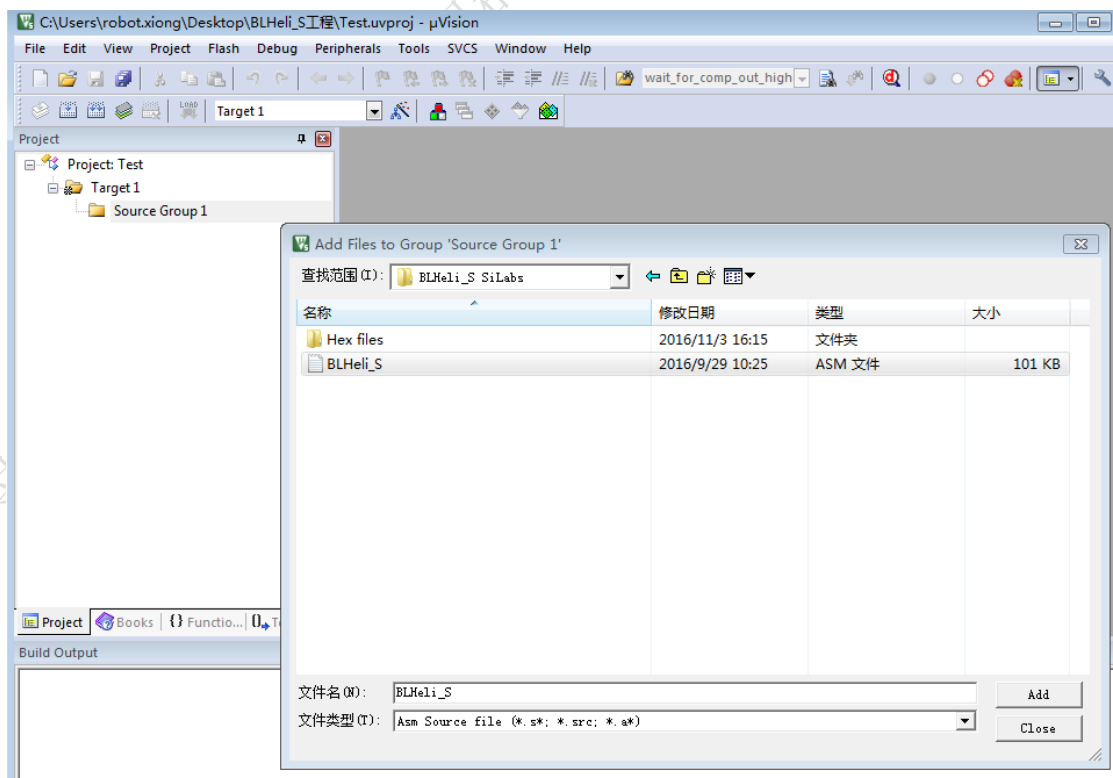 C:\Users\robot.xiong\Desktop\BLHeli_S工程\Test.uvproj - µVision
File Edit View Project Flash Debug Peripherals Tools SVCS Window Help
wait_for_comp_out_high
LOAD Target 1
Project
Project: Test
Target 1
Source Group 1
Add Files to Group 'Source Group 1'
查找范围(I): BLHeli_S SiLabs
名称 修改日期 类型 大小
Hex files 2016/11/3 16:15 文件夹
BLHeli_S 2016/9/29 10:25 ASM 文件 101 KB
Project Books {} Functio...
Build Output
文件名(N): BLHeli_S Add
文件类型(T): Asm Source file (*.s*; *.src; *.a*) Close